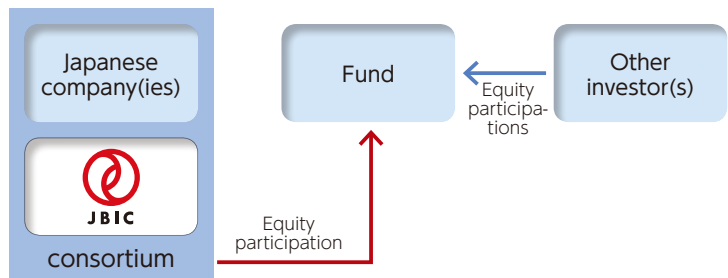 Japanese
company(ies)
JBIC
consortium
Equity
participation
Fund
Equity
participa-
tions
Other
investor(s)